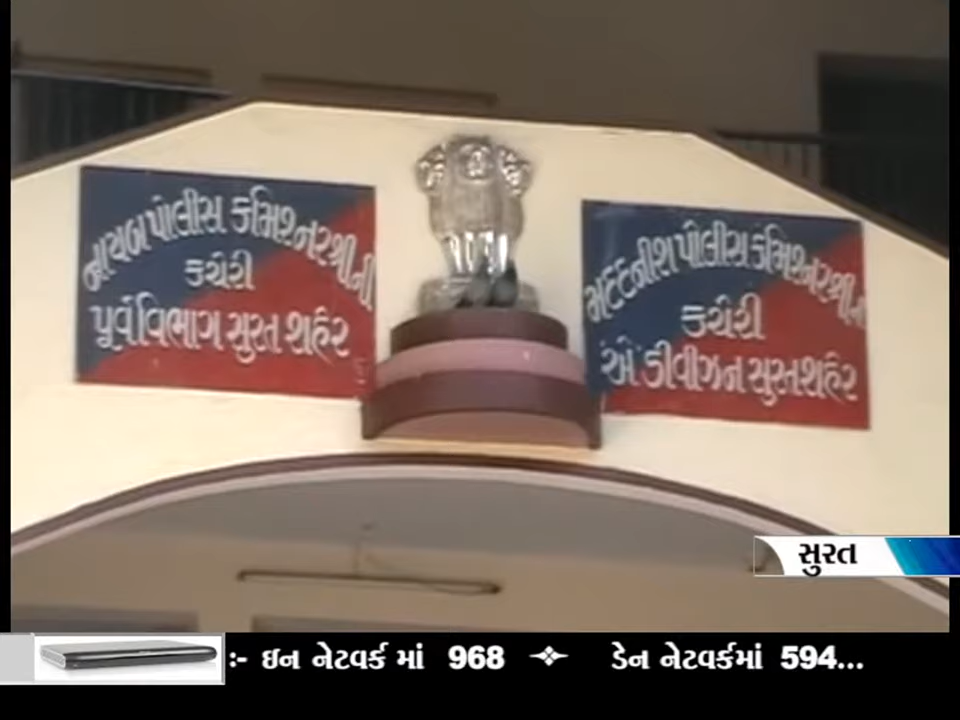 નાયબ પોલીસ કમિશ્નરશ્રીની
કચેરી
પૂર્વ વિભાગ સુરત શહેર
મદદનીશ પોલીસ કમિશ્નરશ્રીની
કચેરી
એ ડીવીઝન સુરત શહેર
સુરત
:- ઇન નેટવર્ક માં 968 ડેન નેટવર્કમાં 594...